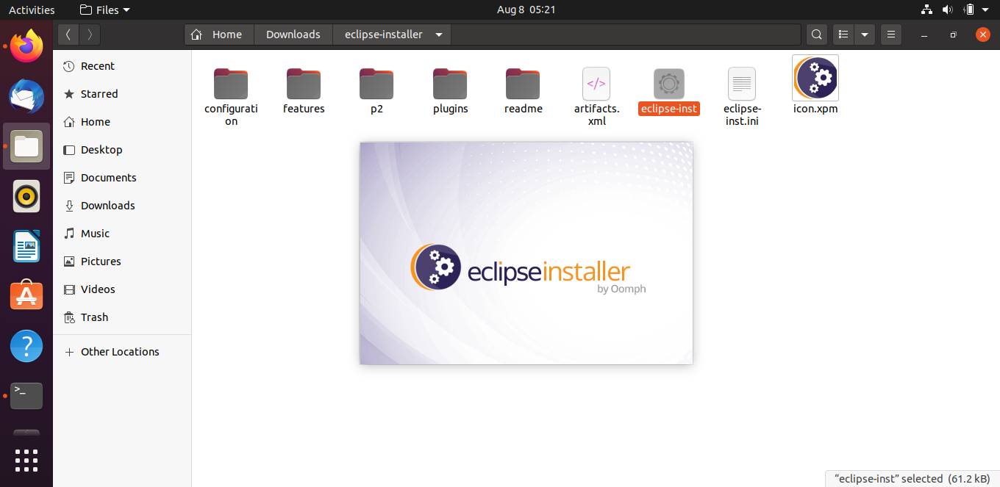 Activities
Files
Aug 8 05:21
Home
Downloads
eclipse-installer
Recent
Starred
Home
Desktop
Documents
Downloads
Music
Pictures
Videos
Trash
Other Locations
configurati
on
features
p2
plugins
readme
</>
artifacts.
xml
eclipse-inst
eclipse-
inst.ini
icon.xpm
eclipseinstaller
by Oomph
>_
?
A
“eclipse-inst” selected (61.2 kB)